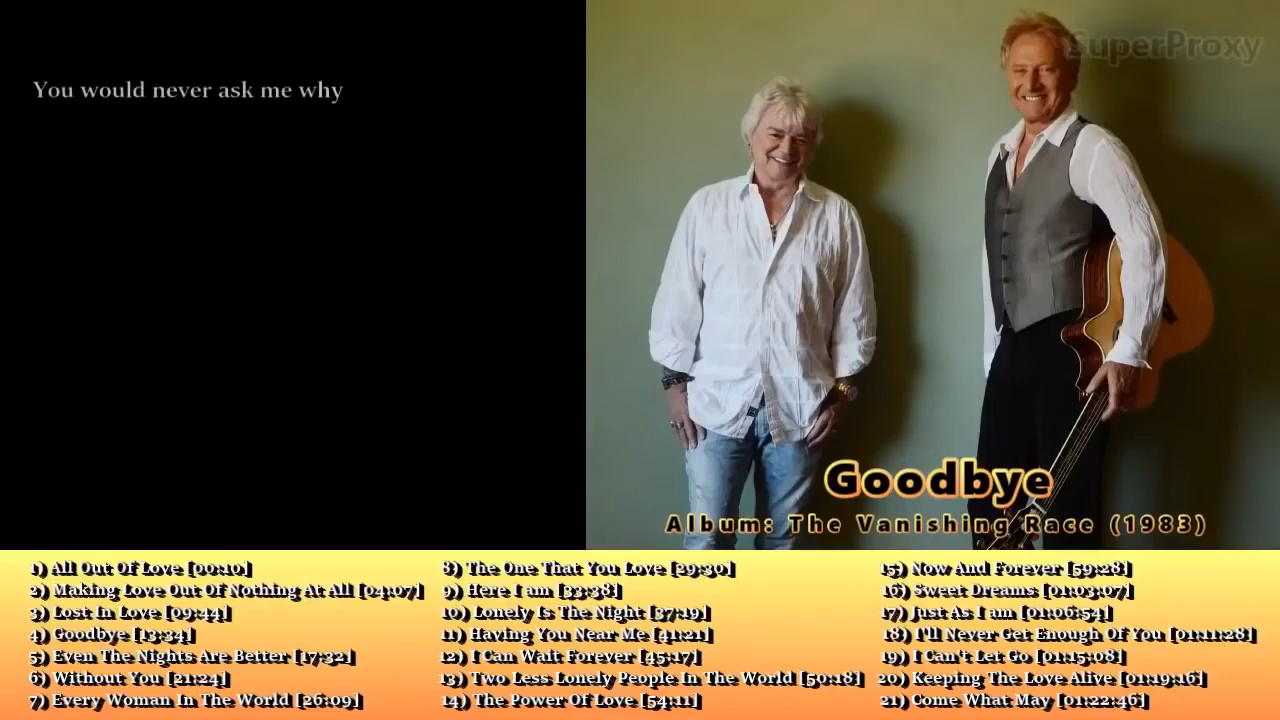 You would never ask me why
SuperProxy
Goodbye
Album: The Vanishing Race (1983)
1) All Out Of Love [00:10]
2) Making Love Out Of Nothing At All [04:07]
3) Lost In Love [09:44]
4) Goodbye [13:34]
5) Even The Nights Are Better [17:32]
6) Without You [21:24]
7) Every Woman In The World [26:09]
8) The One That You Love [29:30]
9) Here I am [33:38]
10) Lonely Is The Night [37:19]
11) Having You Near Me [41:21]
12) I Can Wait Forever [45:17]
13) Two Less Lonely People In The World [50:18]
14) The Power Of Love [54:11]
15) Now And Forever [59:28]
16) Sweet Dreams [01:03:07]
17) Just As I am [01:06:54]
18) I'll Never Get Enough Of You [01:11:28]
19) I Can't Let Go [01:15:08]
20) Keeping The Love Alive [01:19:16]
21) Come What May [01:22:46]